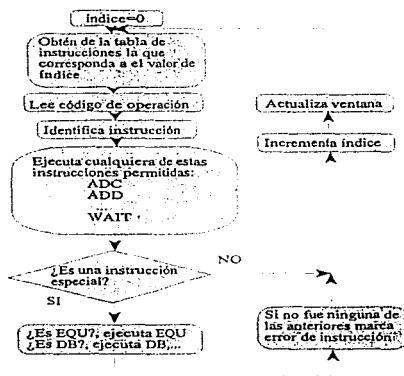 índice=0
Obtén de la tabla de
instrucciones la que
corresponda a el valor de
índice
Lee código de operación
Identifica instrucción
Ejecuta cualquiera de estas
instrucciones permitidas:
ADC
ADD
...
WAIT
¿Es una instrucción
especial?
NO
SI
¿Es EQU?, ejecuta EQU
¿Es DB?, ejecuta DB,...
Actualiza ventana
Incrementa índice
Si no fue ninguna de
las anteriores marca
error de instrucción